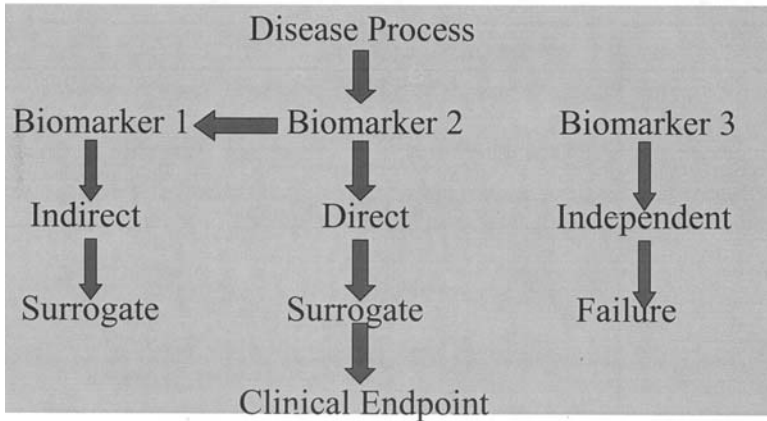 Disease Process
Biomarker 1 Biomarker 2 Biomarker 3
Indirect Direct Independent
Surrogate Surrogate Failure
Clinical Endpoint